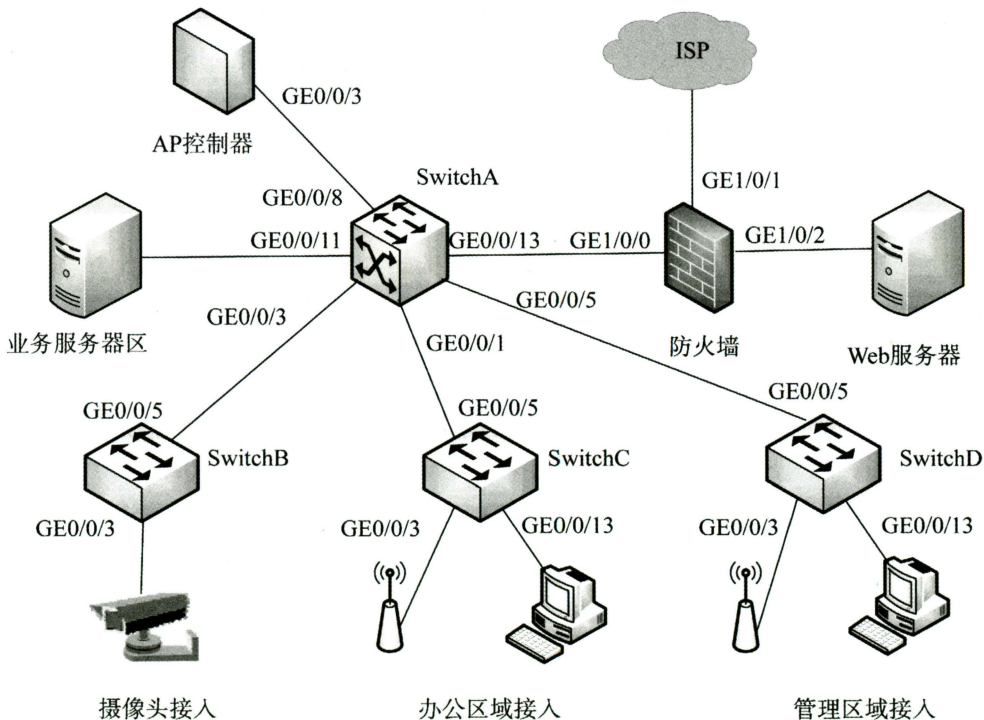 ISP
GE0/0/3
AP控制器
SwitchA
GE1/0/1
GE0/0/8
GE0/0/11
GE0/0/13
GE1/0/0
GE1/0/2
GE0/0/5
GE0/0/3
业务服务器区
GE0/0/1
防火墙
Web服务器
GE0/0/5
GE0/0/5
GE0/0/5
SwitchB
SwitchC
SwitchD
GE0/0/3
GE0/0/3
GE0/0/13
GE0/0/3
GE0/0/13
摄像头接入
办公区域接入
管理区域接入